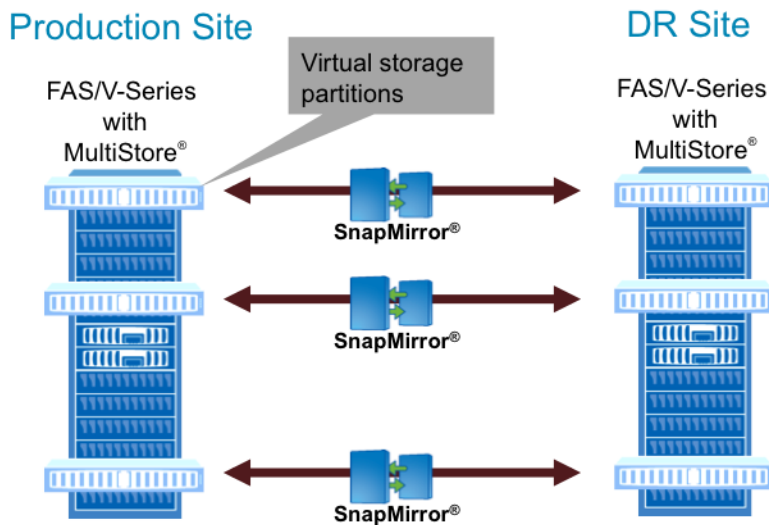 Production Site
DR Site
Virtual storage
partitions
FAS/V-Series
with
MultiStore®
FAS/V-Series
with
MultiStore®
SnapMirror®
SnapMirror®
SnapMirror®